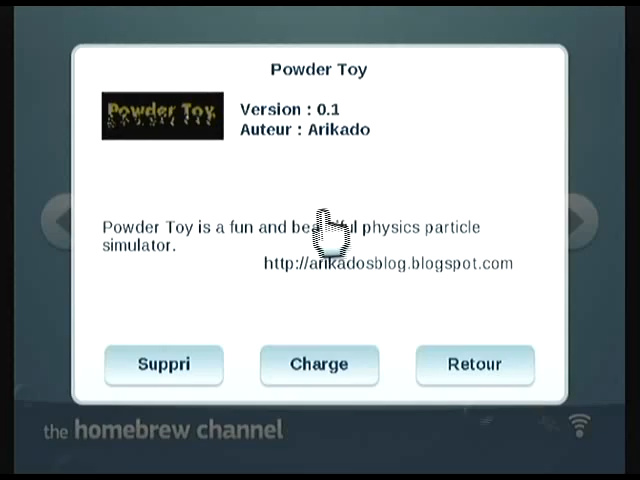 Powder Toy
Powder Toy
Version : 0.1
Auteur : Arikado
Powder Toy is a fun and beautiful physics particle
simulator.
http://arikadosblog.blogspot.com
Suppri
Charge
Retour
the homebrew channel